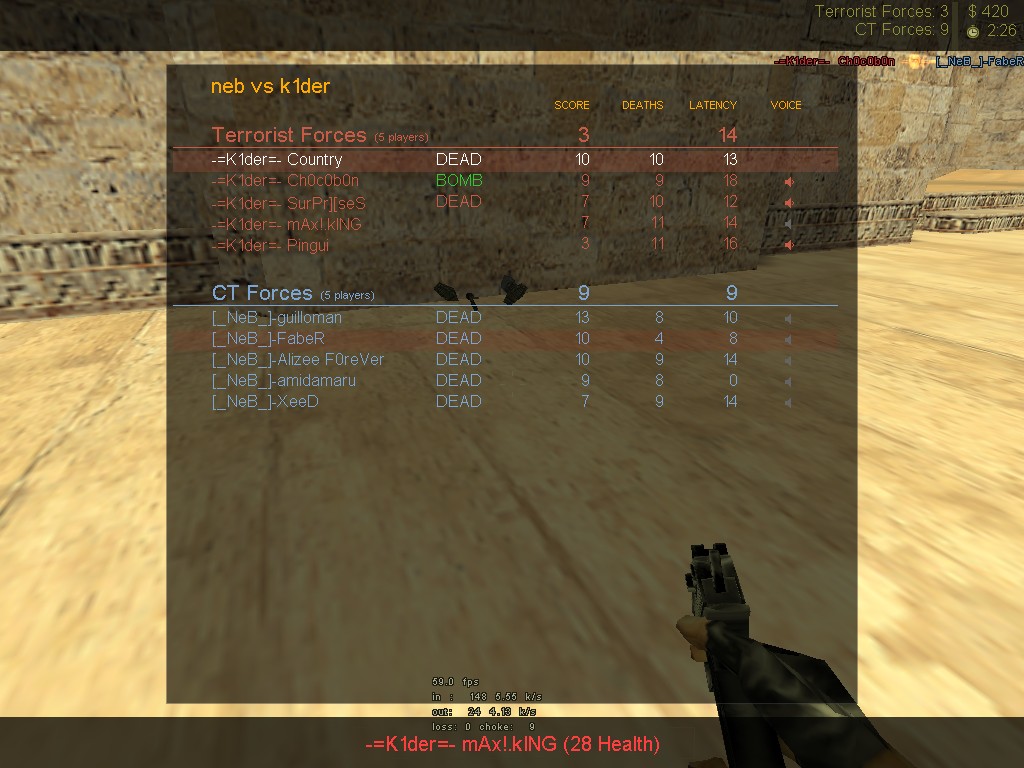 Terrorist Forces: 3 $ 420
CT Forces: 9 2:26
-=K1der=- Ch0c0b0n [_NeB_]-FabeR
neb vs k1der
SCORE DEATHS LATENCY VOICE
Terrorist Forces (5 players) 3 14
-=K1der=- Country DEAD 10 10 13
-=K1der=- Ch0c0b0n BOMB 9 9 18
-=K1der=- SurPr][seS DEAD 7 10 12
-=K1der=- mAx!.kING 7 11 14
-=K1der=- Pingui 3 11 16
CT Forces (5 players) 9 9
[_NeB_]-guilloman DEAD 13 8 10
[_NeB_]-FabeR DEAD 10 4 8
[_NeB_]-Alizee F0reVer DEAD 10 9 14
[_NeB_]-amidamaru DEAD 9 8 0
[_NeB_]-XeeD DEAD 7 9 14
59.0 fps
in : 148 5.55 k/s
out: 24 4.13 k/s
loss: 0 choke: 9
-=K1der=- mAx!.kING (28 Health)